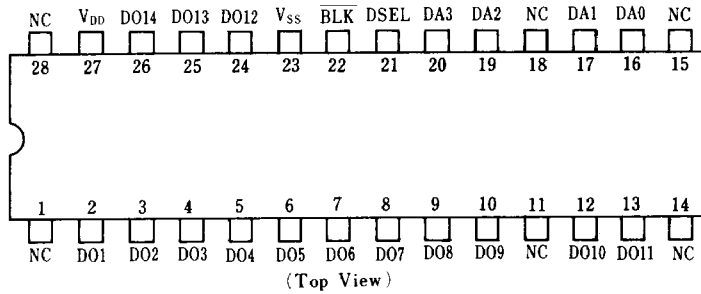 NC V_DD DO14 DO13 DO12 V_SS B̅L̅K̅ DSEL DA3 DA2 NC DA1 DA0 NC
28 27 26 25 24 23 22 21 20 19 18 17 16 15
1 2 3 4 5 6 7 8 9 10 11 12 13 14
NC DO1 DO2 DO3 DO4 DO5 DO6 DO7 DO8 DO9 NC DO10 DO11 NC
(Top View)